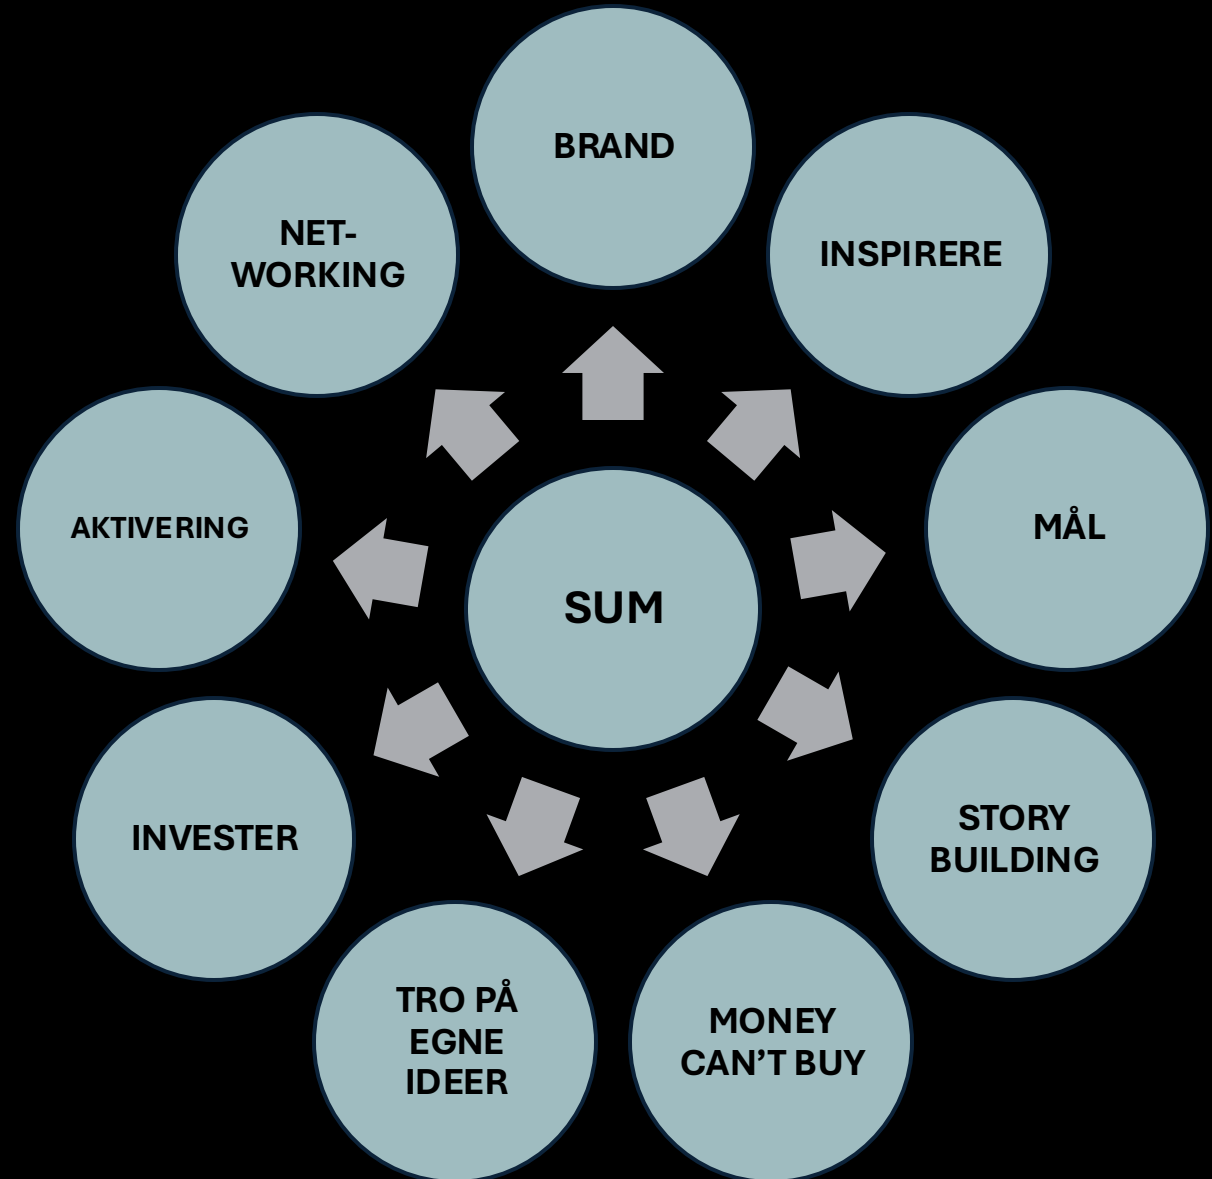 BRAND
INSPIRERE
MÅL
STORY
BUILDING
MONEY
CAN’T BUY
TRO PÅ
EGNE
IDEER
INVESTER
AKTIVERING
NET-
WORKING
SUM